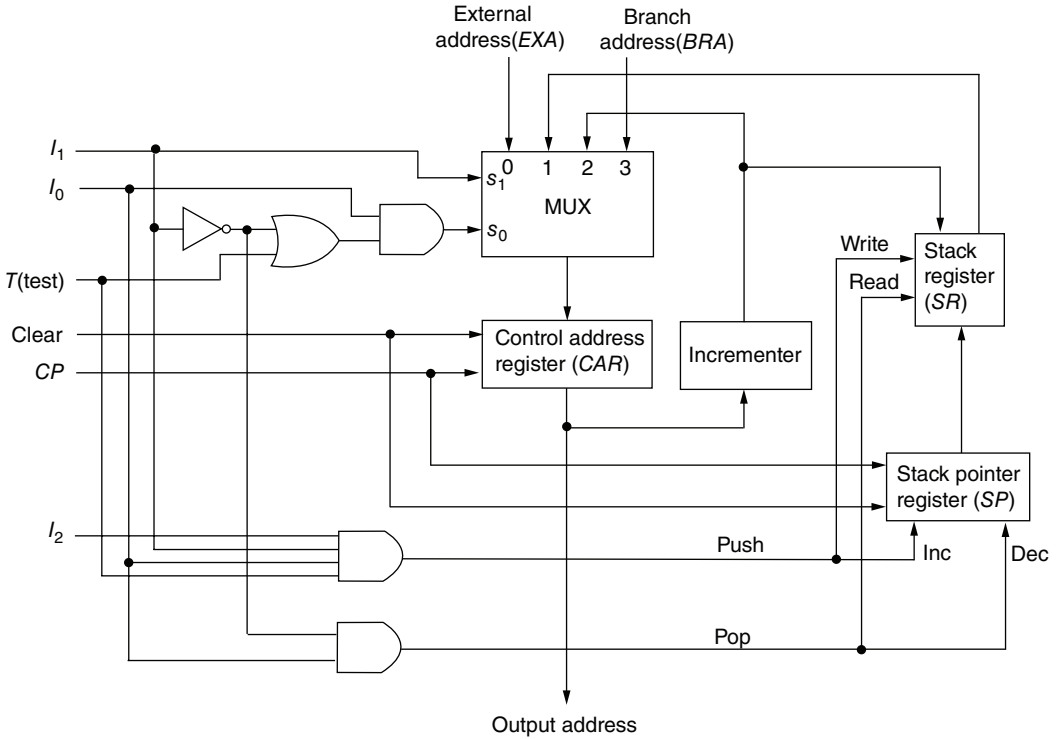 External
address(EXA)
Branch
address(BRA)
I1
0 1 2 3
s1
I0
MUX
s0
Write
Stack
register
(SR)
T(test)
Read
Clear
Control address
register (CAR)
Incrementer
CP
Stack pointer
register (SP)
I2
Push
Inc
Dec
Pop
Output address